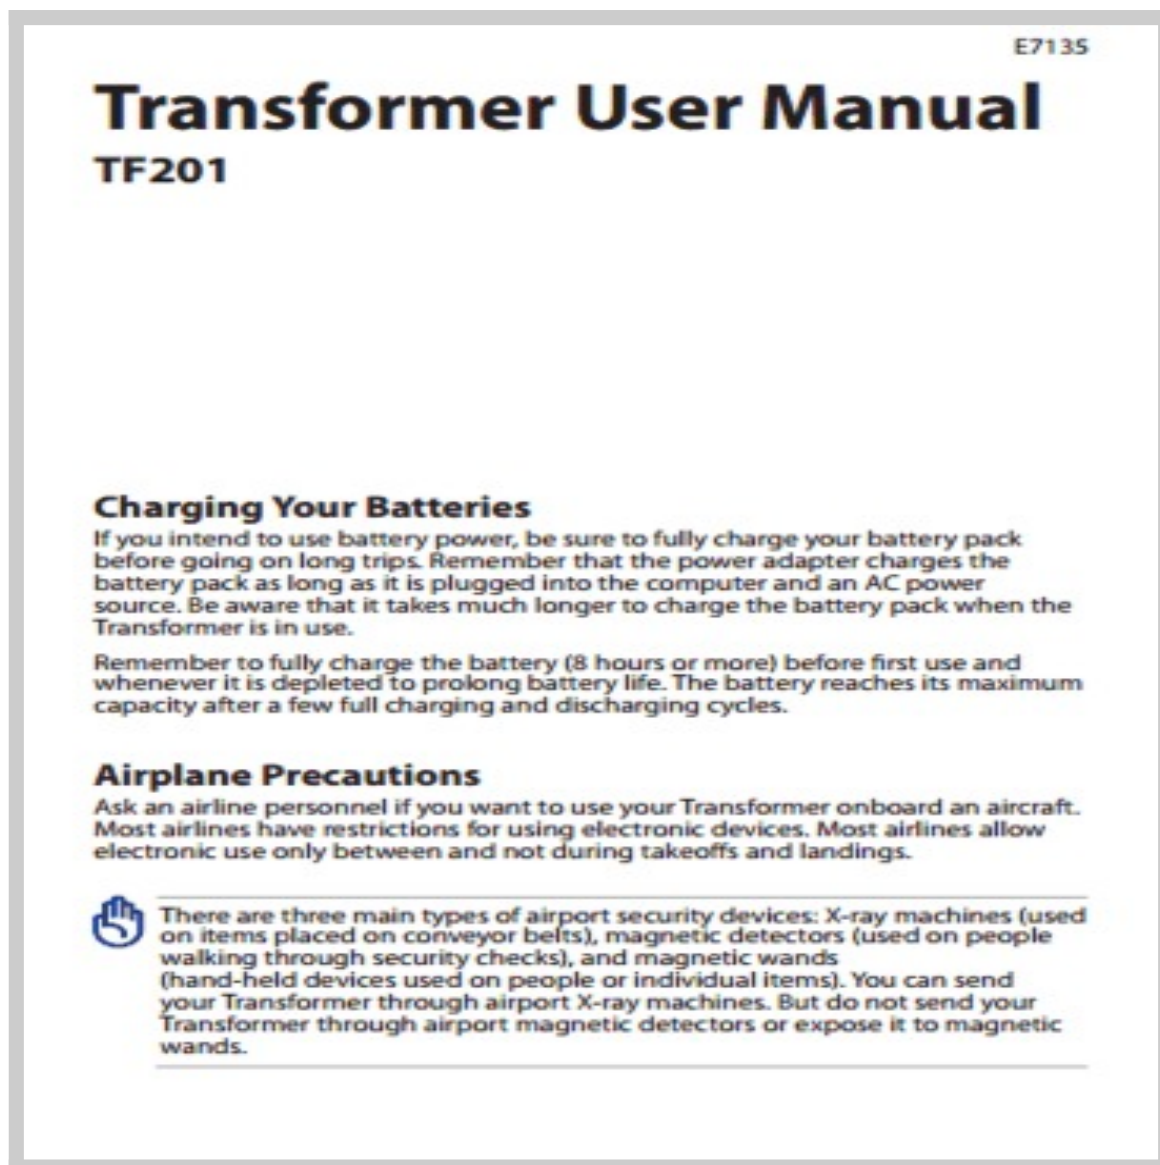 E7135
Transformer User Manual
TF201
Charging Your Batteries
If you intend to use battery power, be sure to fully charge your battery pack
before going on long trips. Remember that the power adapter charges the
battery pack as long as it is plugged into the computer and an AC power
source. Be aware that it takes much longer to charge the battery pack when the
Transformer is in use.
Remember to fully charge the battery (8 hours or more) before first use and
whenever it is depleted to prolong battery life. The battery reaches its maximum
capacity after a few full charging and discharging cycles.
Airplane Precautions
Ask an airline personnel if you want to use your Transformer onboard an aircraft.
Most airlines have restrictions for using electronic devices. Most airlines allow
electronic use only between and not during takeoffs and landings.
There are three main types of airport security devices: X-ray machines (used
on items placed on conveyor belts), magnetic detectors (used on people
walking through security checks), and magnetic wands
(hand-held devices used on people or individual items). You can send
your Transformer through airport X-ray machines. But do not send your
Transformer through airport magnetic detectors or expose it to magnetic
wands.